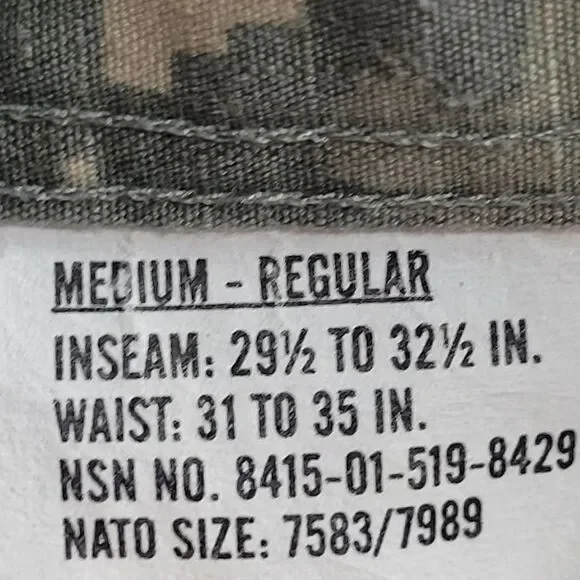 MEDIUM - REGULAR
INSEAM: 29½ TO 32½ IN.
WAIST: 31 TO 35 IN.
NSN NO. 8415-01-519-8429
NATO SIZE: 7583/7989